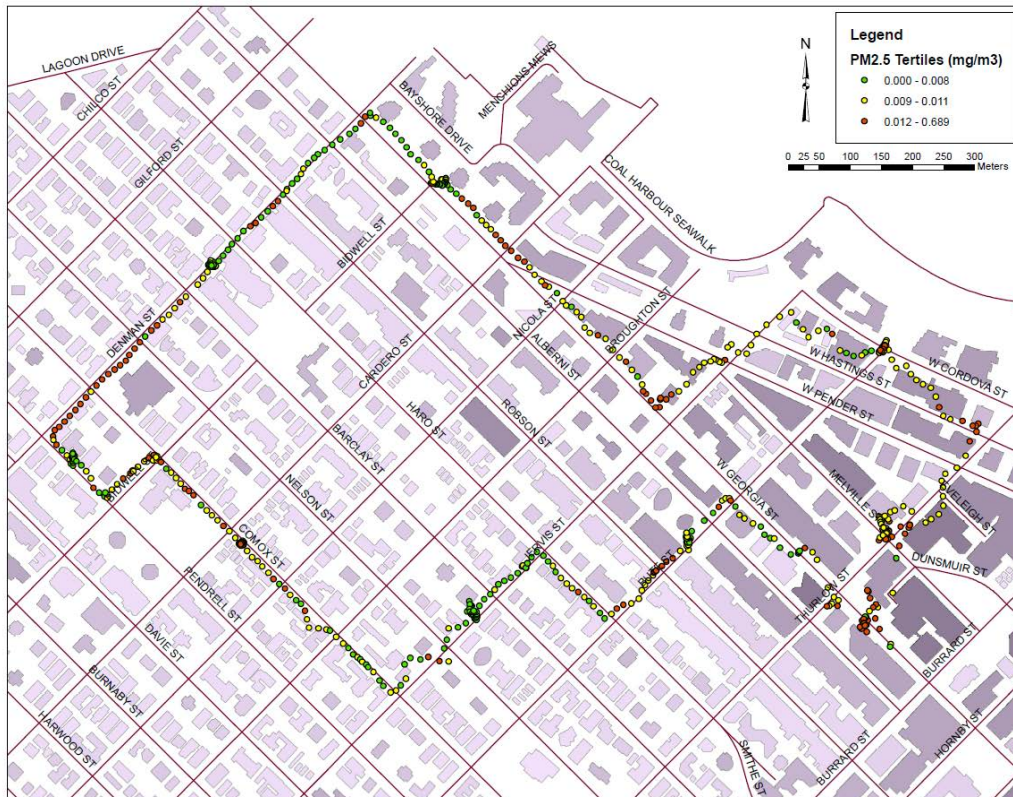 Legend
PM2.5 Tertiles (mg/m3)
0.000 - 0.008
0.009 - 0.011
0.012 - 0.689
N
0 25 50 100 150 200 250 300
Meters
LAGOON DRIVE
CHILCO ST
GILFORD ST
BAYSHORE DRIVE
MENCHIONS MEWS
COAL HARBOUR SEAWALK
BIDWELL ST
DENMAN ST
NICOLA ST
BROUGHTON ST
ALBERNI ST
CARDERO ST
W HASTINGS ST
W CORDOVA ST
W PENDER ST
HARO ST
ROBSON ST
BARCLAY ST
W GEORGIA ST
MELVILLE ST
BIDWELL
NELSON ST
COMOX ST
JERVIS ST
BUTE ST
DUNSMUIR ST
THURLOW ST
PENDRELL ST
DAVIE ST
BURRARD ST
BURNABY ST
HARWOOD ST
SMITHE ST
BURRARD ST
HORNBY ST